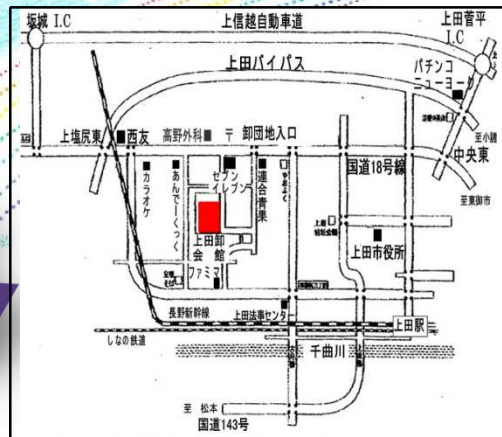 坂城 I.C
上信越自動車道
上田菅平
I.C
上田バイパス
パチンコ
ニューヨーク
至小諸
上塩尻東
西友
高野外科
〒
卸団地入口
中央東
国道18号線
至東御市
カラオケ
あんでーくっく
セブン
イレブン
連合青果
上田卸
会館
ファミマ
上田市役所
長野新幹線
上田法事センター
上田駅
しなの鉄道
千曲川
至 松本
国道143号